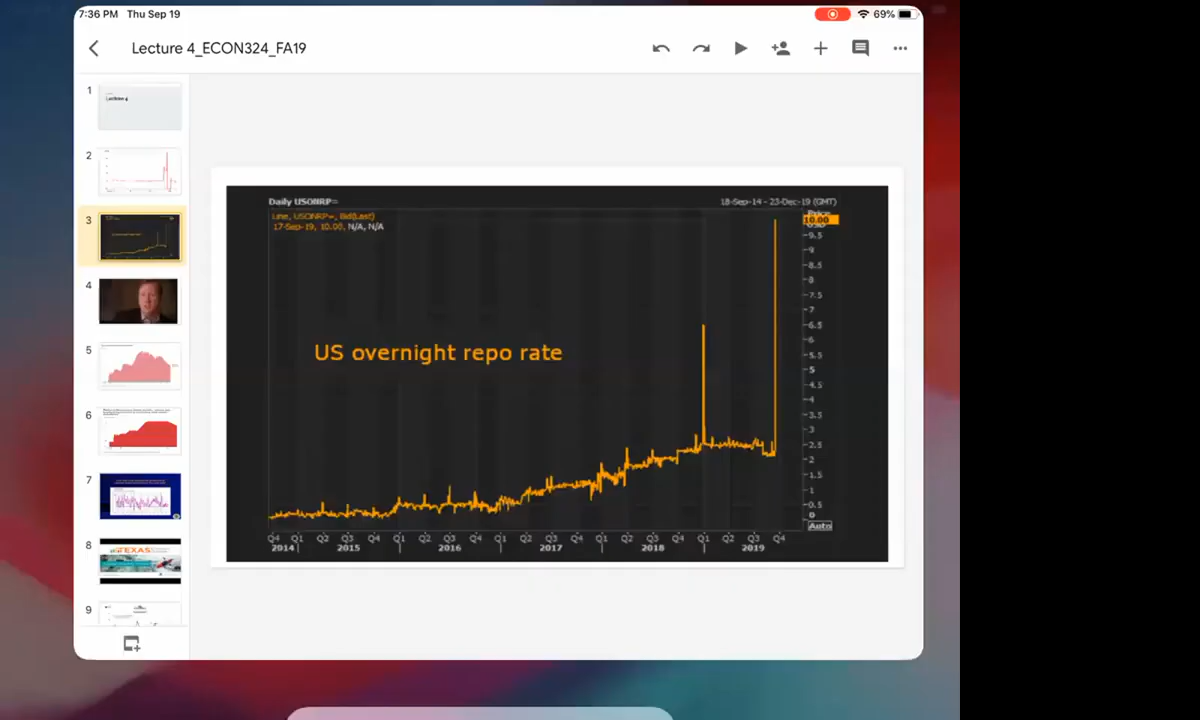 7:36 PM Thu Sep 19
69%
Lecture 4_ECON324_FA19
1
Lecture 4
2
3
4
5
6
7
8
TEXAS
9
Daily USONRP=
18-Sep-14 - 23-Dec-19 (GMT)
Line, USONRP=, Bid(Last)
17-Sep-19, 10.00, N/A, N/A
Price
10.00
USD
9.5
9
8.5
8
7.5
7
6.5
6
5.5
5
4.5
4
3.5
3
2.5
2
1.5
1
0.5
0
Auto
US overnight repo rate
Q4 Q1 Q2 Q3 Q4 Q1 Q2 Q3 Q4 Q1 Q2 Q3 Q4 Q1 Q2 Q3 Q4 Q1 Q2 Q3 Q4
2014 2015 2016 2017 2018 2019